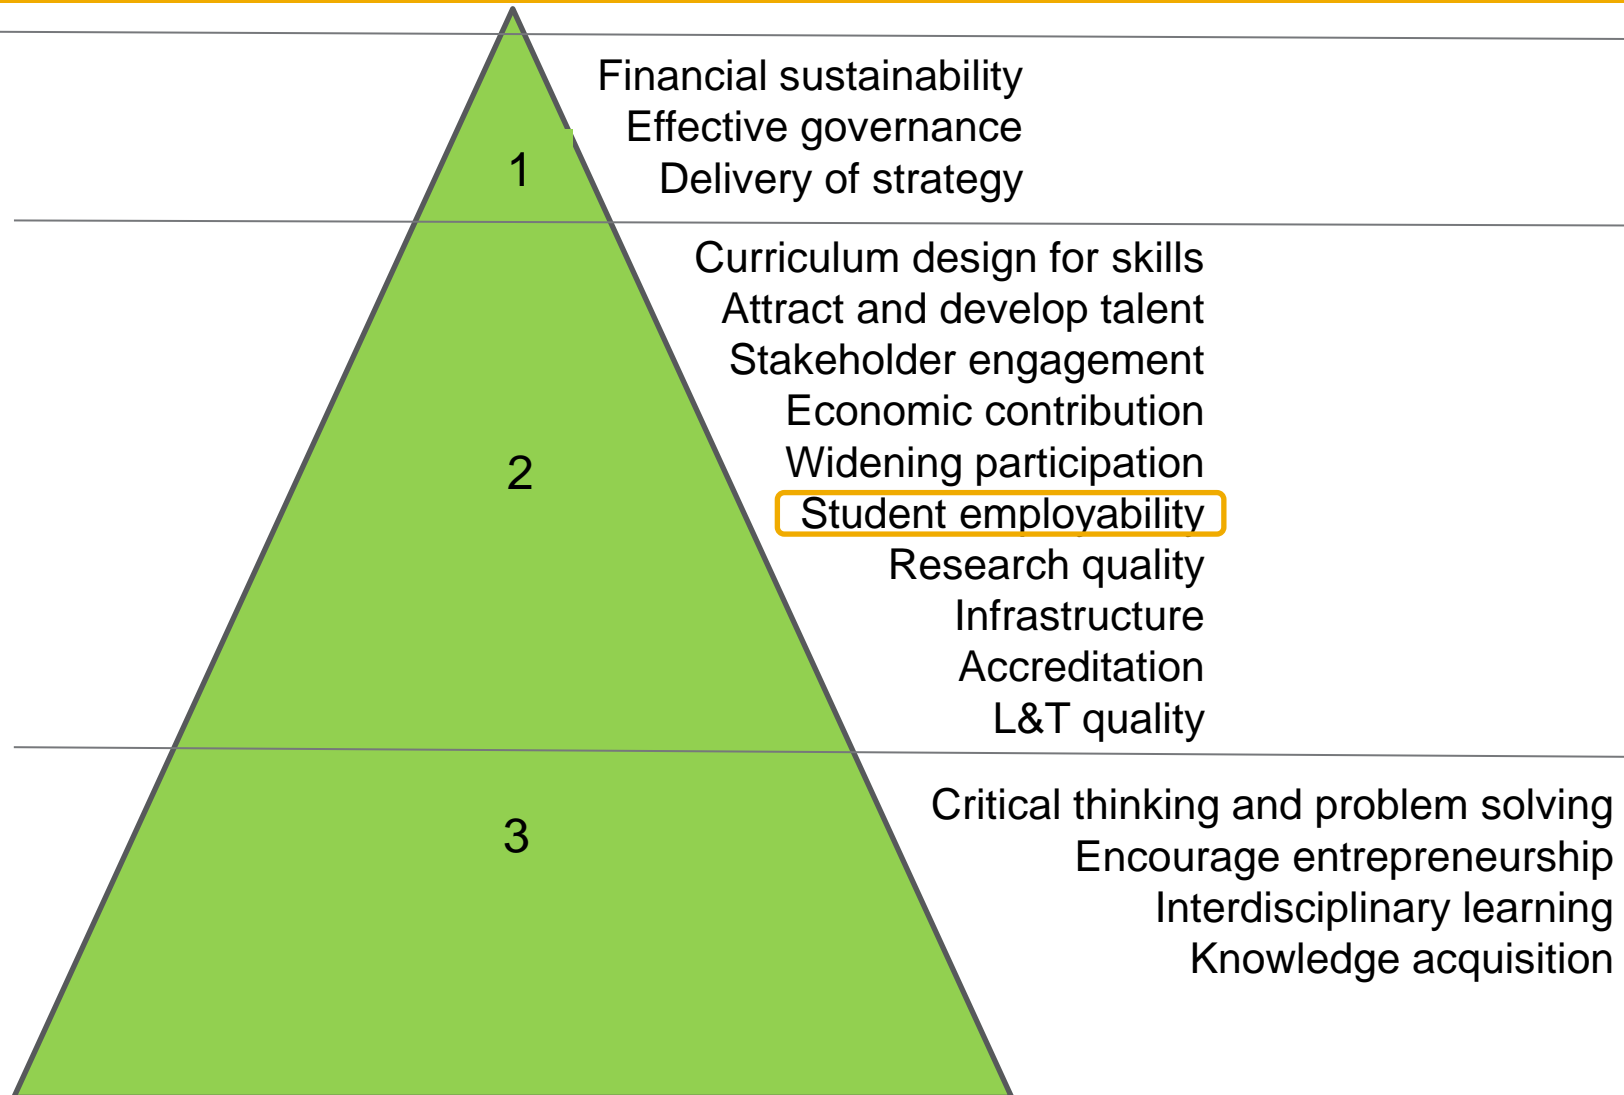 Financial sustainability
Effective governance
Delivery of strategy
1
Curriculum design for skills
Attract and develop talent
Stakeholder engagement
Economic contribution
Widening participation
2
Student employability
Research quality
Infrastructure
Accreditation
L&T quality
Critical thinking and problem solving
3
Encourage entrepreneurship
Interdisciplinary learning
Knowledge acquisition